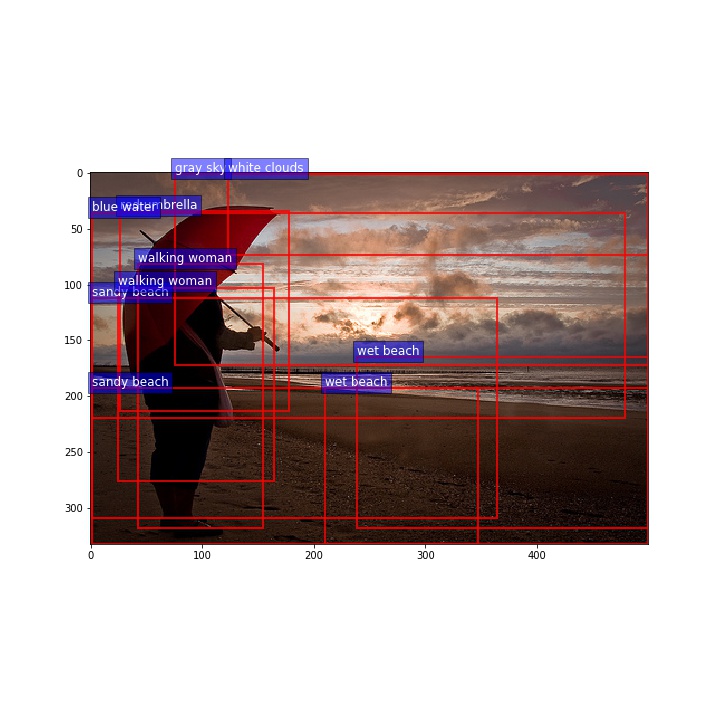 gray sky
white clouds
blue water
umbrella
walking woman
walking woman
sandy beach
wet beach
sandy beach
wet beach
0
50
100
150
200
250
300
0
100
200
300
400